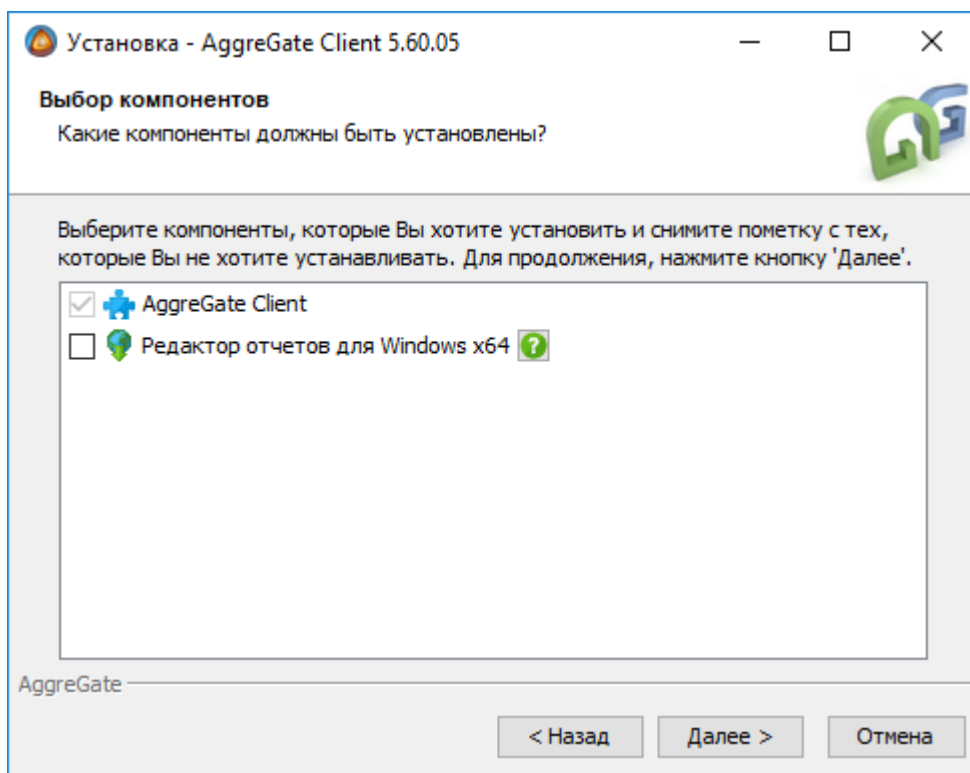 Установка - AggreGate Client 5.60.05
Выбор компонентов
Какие компоненты должны быть установлены?
Выберите компоненты, которые Вы хотите установить и снимите пометку с тех,
которые Вы не хотите устанавливать. Для продолжения, нажмите кнопку 'Далее'.
AggreGate Client
Редактор отчетов для Windows x64 ?
AggreGate
< Назад Далее > Отмена